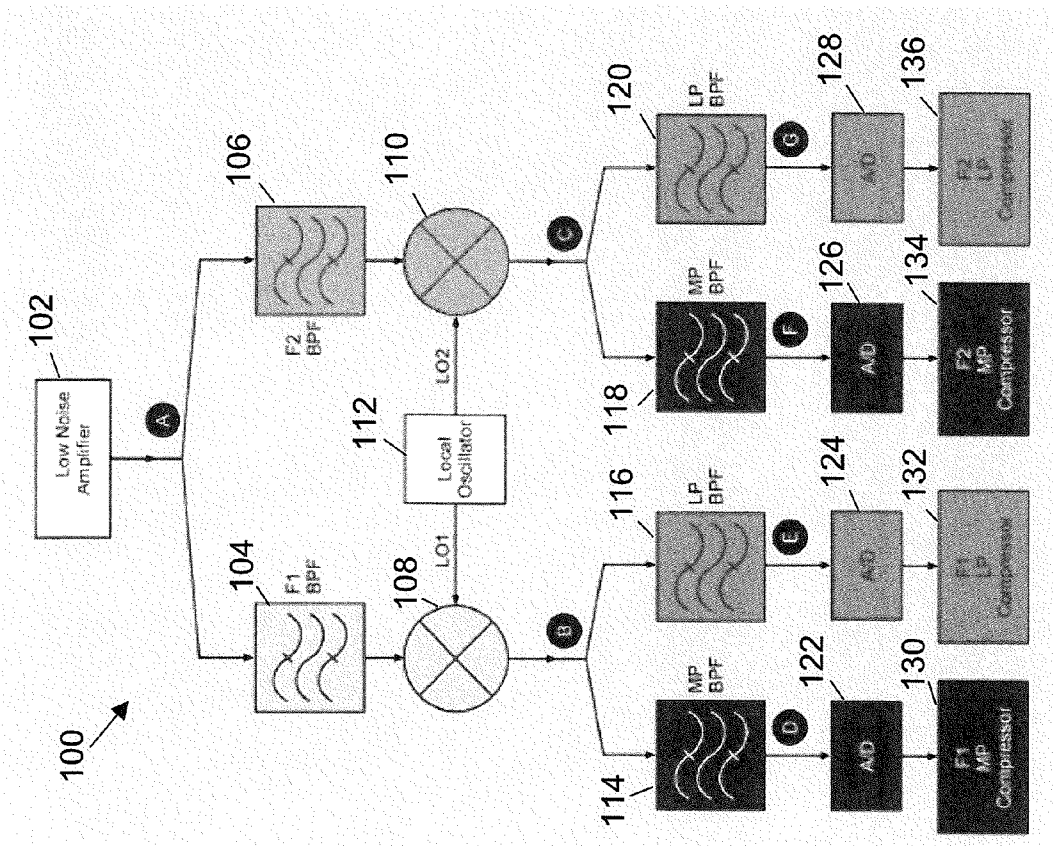 100
102
Low Noise
Amplifier
A
104
F1
BPF
106
F2
BPF
108
LO1
112
Local
Oscillator
LO2
110
B
C
114
MP
BPF
116
LP
BPF
118
MP
BPF
120
LP
BPF
D
E
F
G
122
A/D
124
A/D
126
A/D
128
A/D
130
F1
MP
Compressor
132
F1
LP
Compressor
134
F2
MP
Compressor
136
F2
LP
Compressor